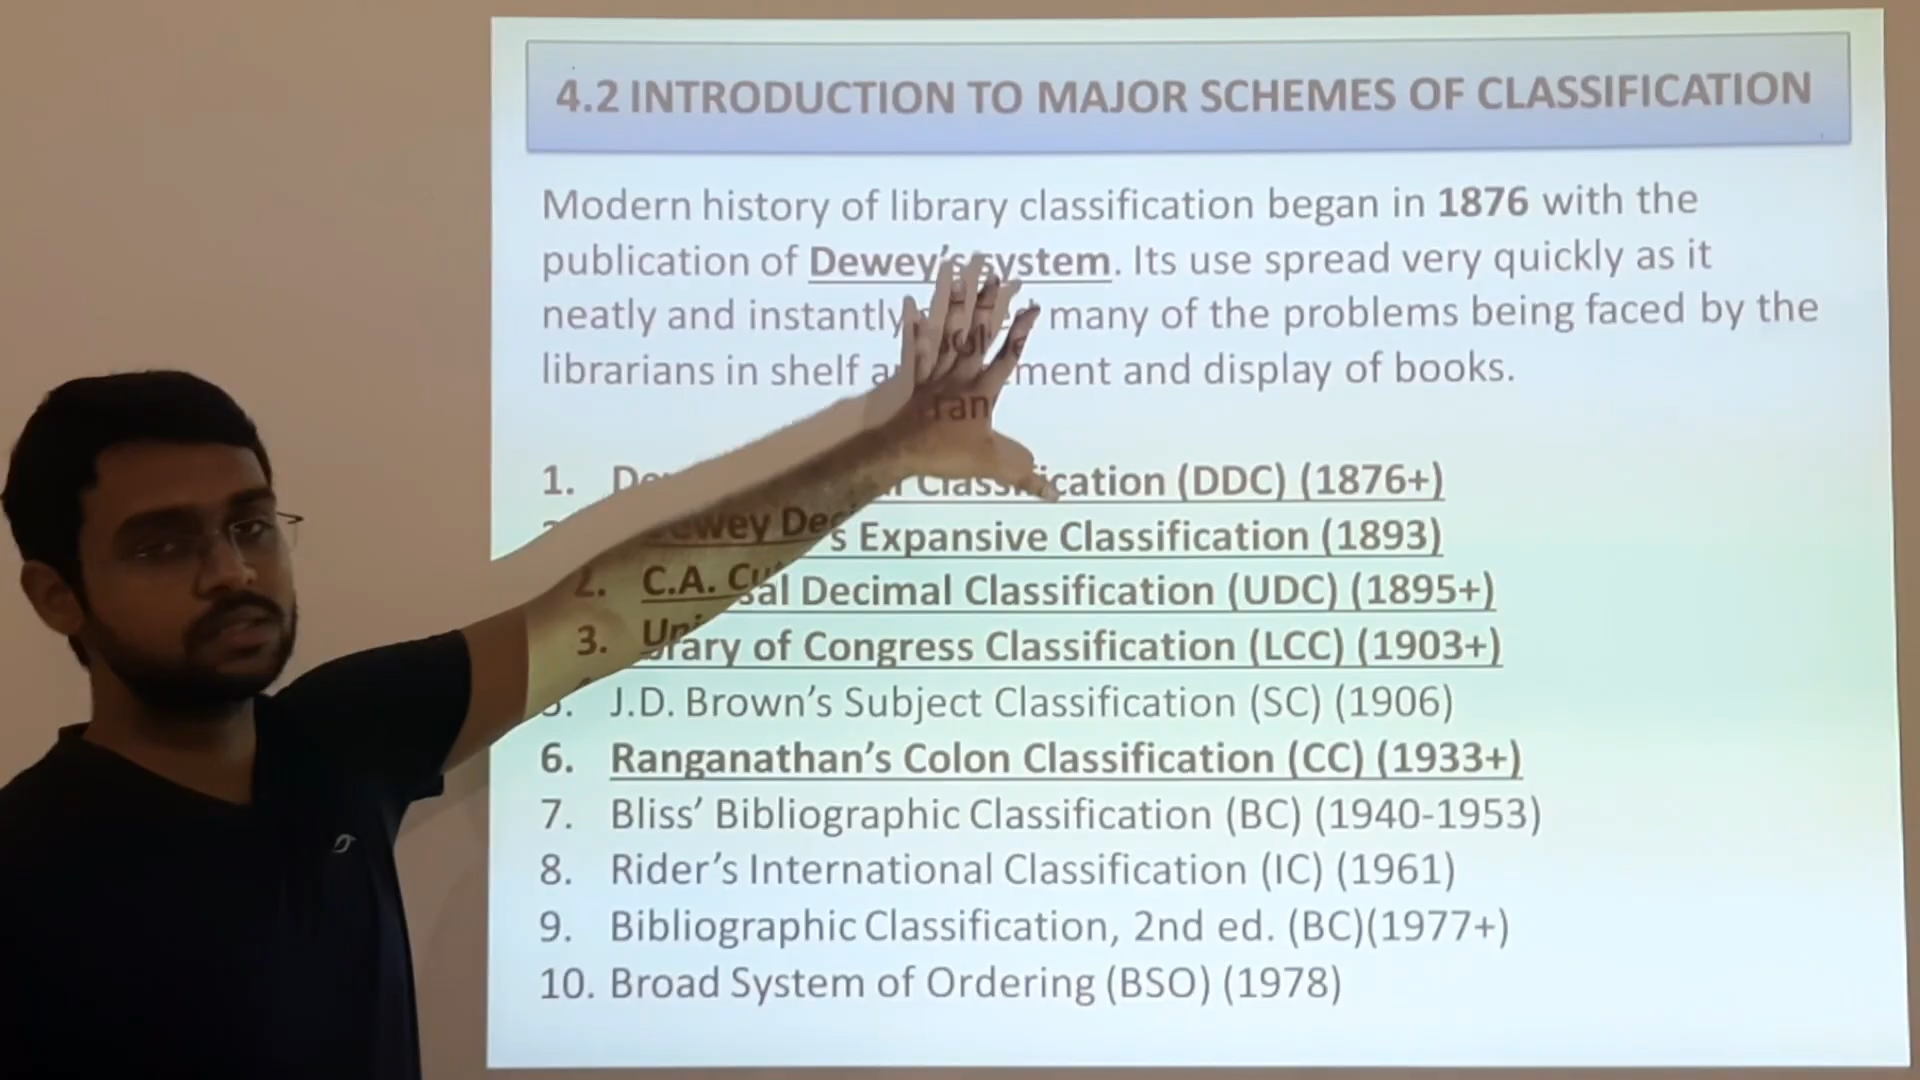 4.2 INTRODUCTION TO MAJOR SCHEMES OF CLASSIFICATION
Modern history of library classification began in 1876 with the
publication of Dewey's system. Its use spread very quickly as it
neatly and instantly many of the problems being faced by the
librarians in shelf and display of books.
1. Classification (DDC) (1876+)
2. C.A. Expansive Classification (1893)
3. Decimal Classification (UDC) (1895+)
of Congress Classification (LCC) (1903+)
5. J.D. Brown's Subject Classification (SC) (1906)
6. Ranganathan's Colon Classification (CC) (1933+)
7. Bliss' Bibliographic Classification (BC) (1940-1953)
8. Rider's International Classification (IC) (1961)
9. Bibliographic Classification, 2nd ed. (BC)(1977+)
10. Broad System of Ordering (BSO) (1978)